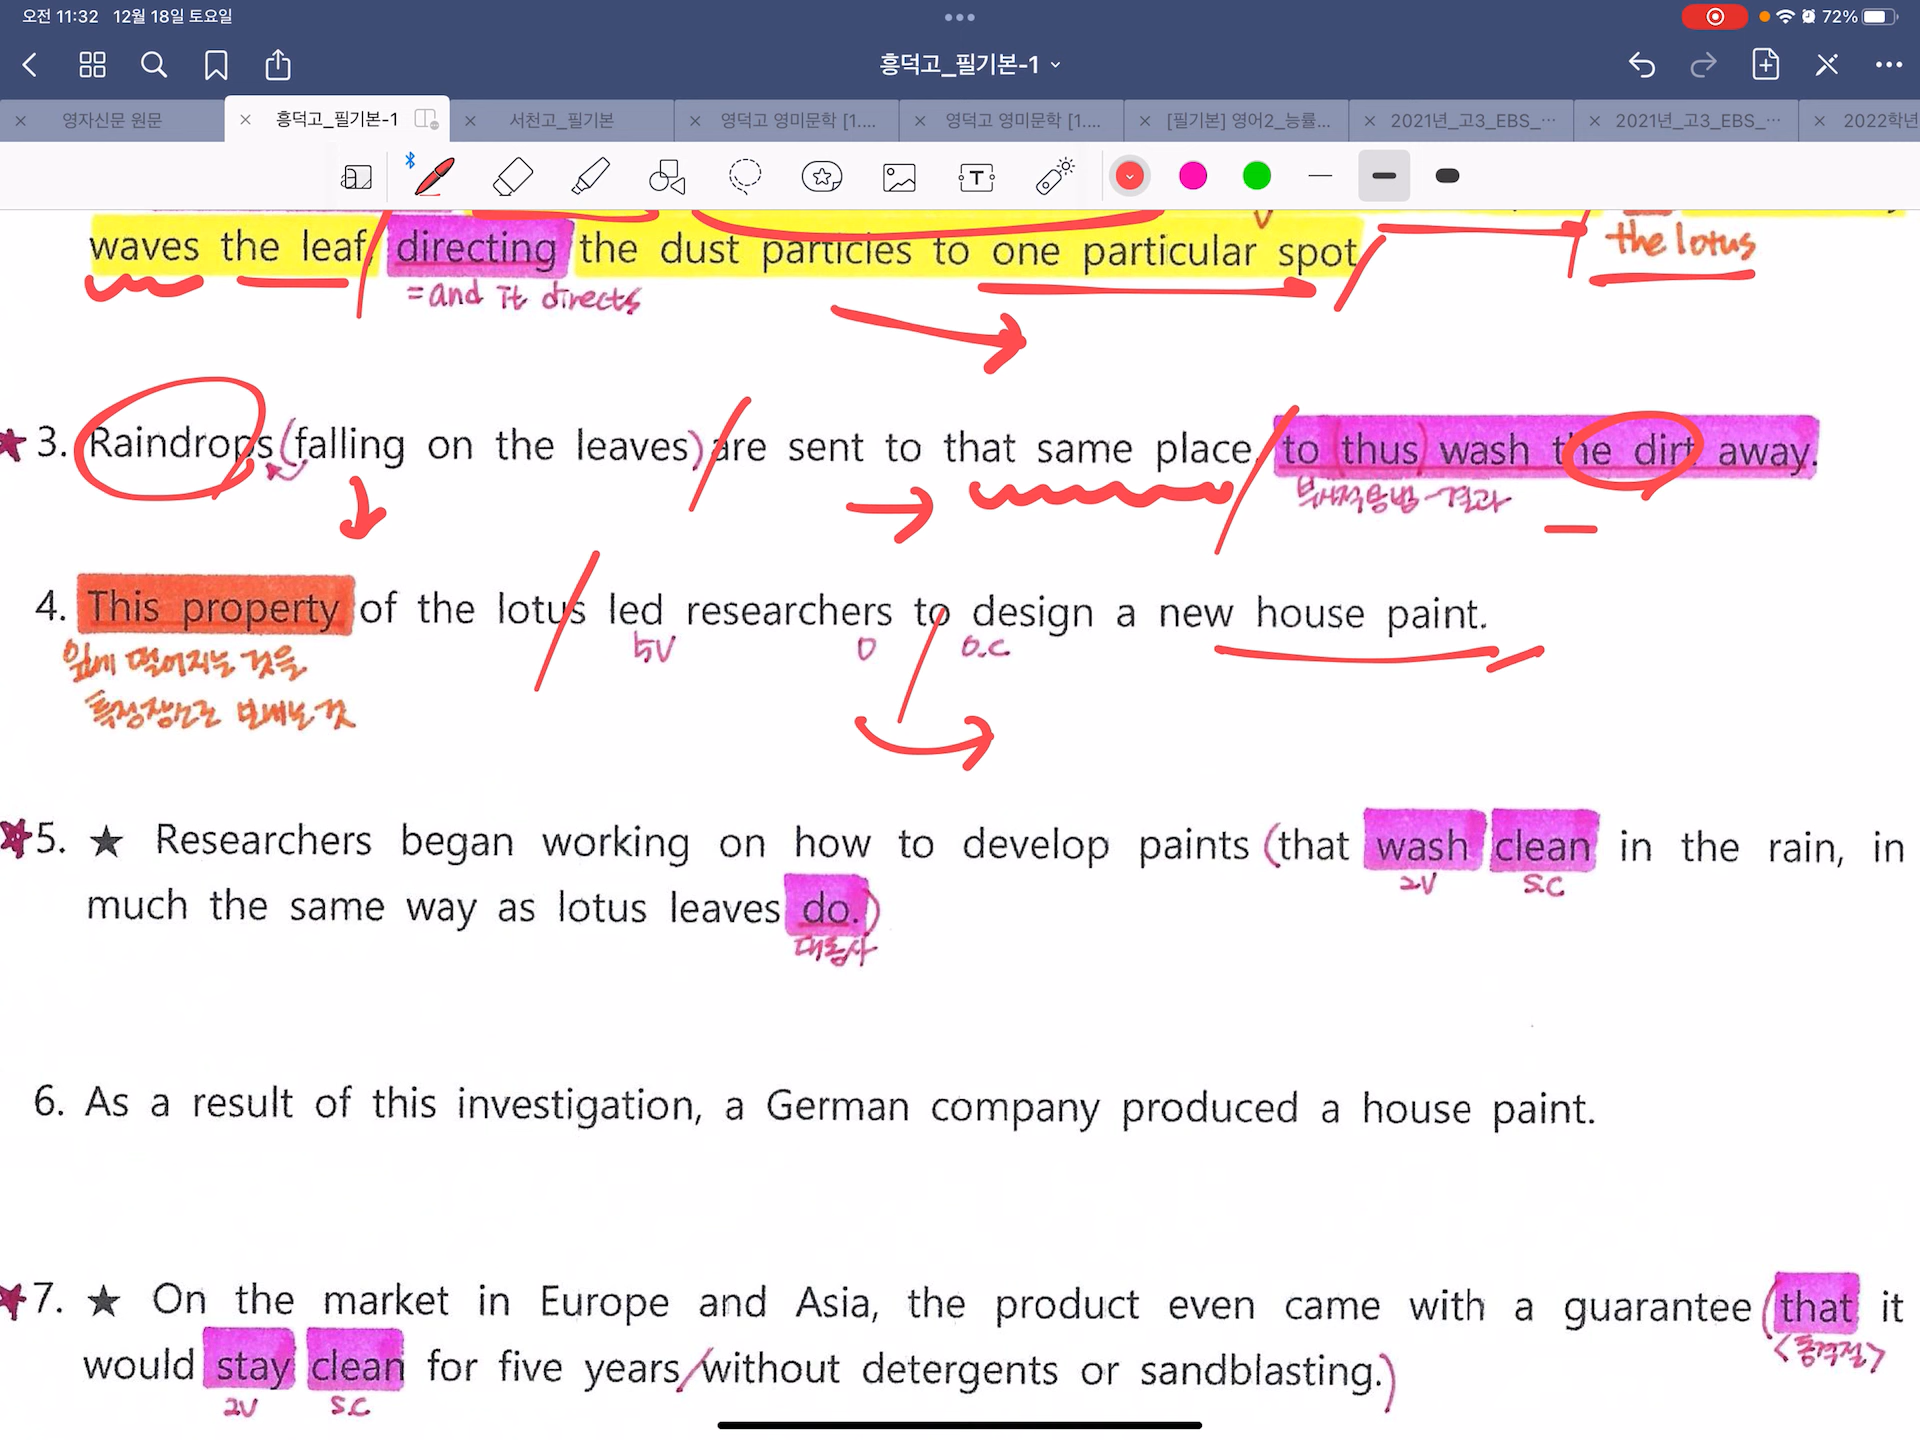 오전 11:32 12월 18일 토요일
72%
흥덕고_필기본-1
영자신문 원문
흥덕고_필기본-1
서천고_필기본
영덕고 영미문학 [1....
영덕고 영미문학 [1....
[필기본] 영어2_능률...
2021년_고3_EBS_...
2021년_고3_EBS_...
2022학년
waves the leaf, directing the dust particles to one particular spot
the lotus
= and it directs
3. Raindrops (falling on the leaves) are sent to that same place, to (thus) wash the dirt away.
부사적용법-결과
4. This property of the lotus led researchers to design a new house paint.
5V O O.C
잎에 떨어지는 것을
특정장소로 보내는 것
5. ★ Researchers began working on how to develop paints (that wash clean in the rain, in
2V S.C
much the same way as lotus leaves do.)
대동사
6. As a result of this investigation, a German company produced a house paint.
7. ★ On the market in Europe and Asia, the product even came with a guarantee (that it
<동격절>
would stay clean for five years/without detergents or sandblasting.)
2V S.C